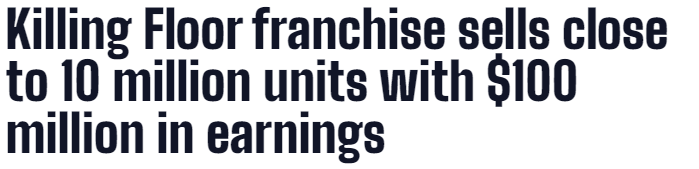 Killing Floor franchise sells close
to 10 million units with $100
million in earnings